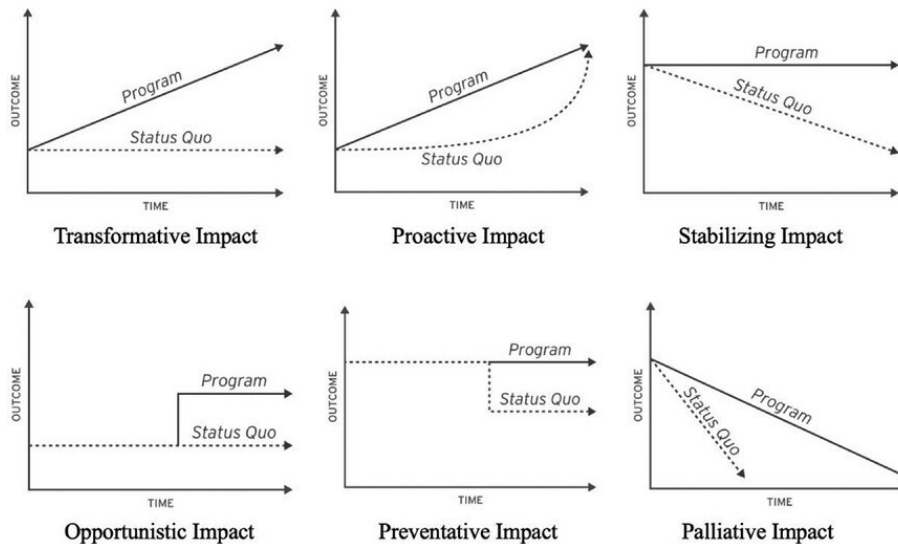 OUTCOME
Program
Status Quo
TIME
Transformative Impact
OUTCOME
Program
Status Quo
TIME
Proactive Impact
OUTCOME
Program
Status Quo
TIME
Stabilizing Impact
OUTCOME
Program
Status Quo
TIME
Opportunistic Impact
OUTCOME
Program
Status Quo
TIME
Preventative Impact
OUTCOME
Program
Status Quo
TIME
Palliative Impact